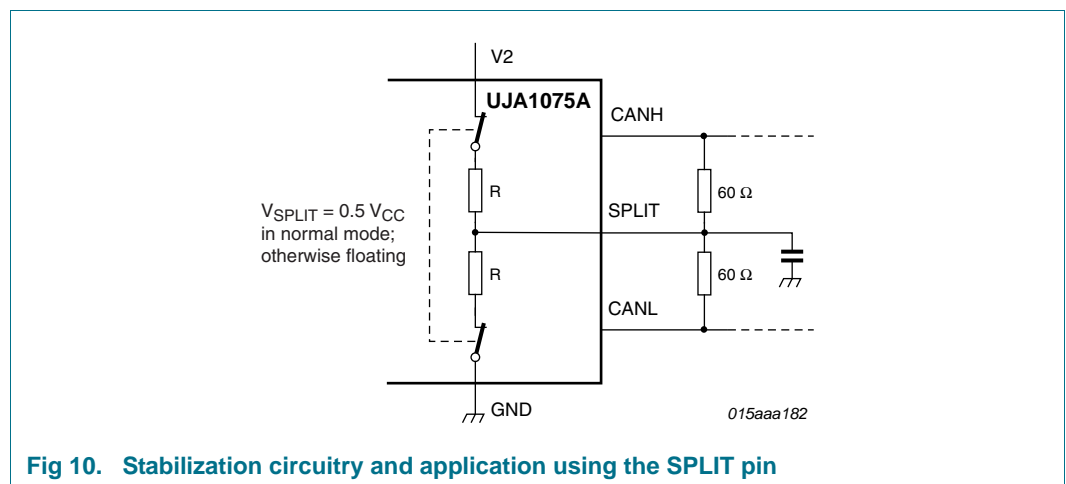 V2
UJA1075A
CANH
R
60 Ω
V_SPLIT = 0.5 V_CC
in normal mode;
otherwise floating
SPLIT
R
60 Ω
CANL
GND
015aaa182
Fig 10. Stabilization circuitry and application using the SPLIT pin